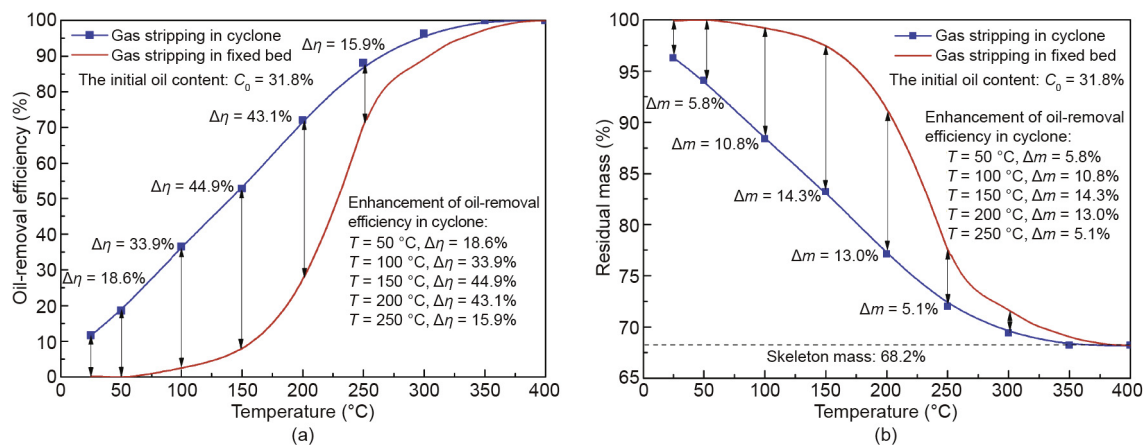 (a)
100
90
80
70
60
50
40
30
20
10
0
Oil-removal efficiency (%)
Gas stripping in cyclone
Gas stripping in fixed bed
The initial oil content: C₀ = 31.8%
Δη = 15.9%
Δη = 43.1%
Δη = 44.9%
Δη = 33.9%
Δη = 18.6%
Enhancement of oil-removal
efficiency in cyclone:
T = 50 °C, Δη = 18.6%
T = 100 °C, Δη = 33.9%
T = 150 °C, Δη = 44.9%
T = 200 °C, Δη = 43.1%
T = 250 °C, Δη = 15.9%
0 50 100 150 200 250 300 350 400
Temperature (°C)
(a)
100
95
90
85
80
75
70
65
Residual mass (%)
Gas stripping in cyclone
Gas stripping in fixed bed
The initial oil content: C₀ = 31.8%
Δm = 5.8%
Δm = 10.8%
Δm = 14.3%
Δm = 13.0%
Δm = 5.1%
Enhancement of oil-removal
efficiency in cyclone:
T = 50 °C, Δm = 5.8%
T = 100 °C, Δm = 10.8%
T = 150 °C, Δm = 14.3%
T = 200 °C, Δm = 13.0%
T = 250 °C, Δm = 5.1%
Skeleton mass: 68.2%
0 50 100 150 200 250 300 350 400
Temperature (°C)
(b)